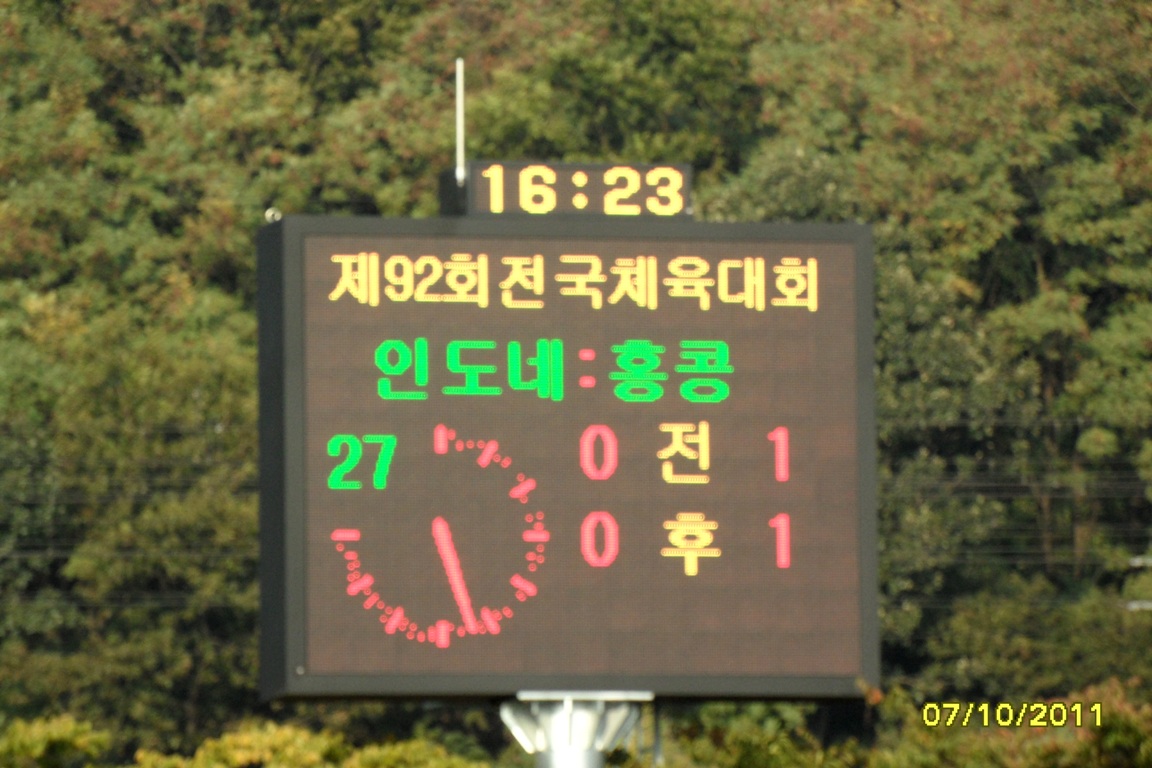 16:23
제92회전국체육대회
인도네:홍콩
27 0 전 1
0 후 1
07/10/2011